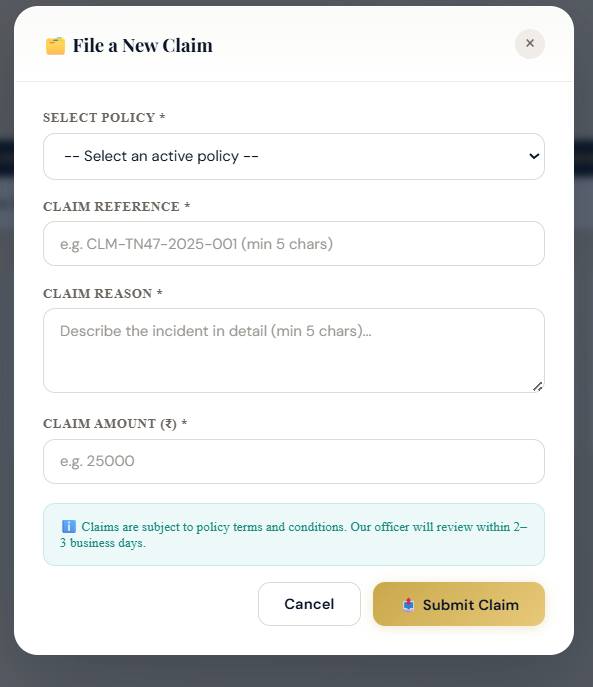 File a New Claim
×
SELECT POLICY *
-- Select an active policy --
CLAIM REFERENCE *
e.g. CLM-TN47-2025-001 (min 5 chars)
CLAIM REASON *
Describe the incident in detail (min 5 chars)...
CLAIM AMOUNT (₹) *
e.g. 25000
Claims are subject to policy terms and conditions. Our officer will review within 2–
3 business days.
Cancel
Submit Claim